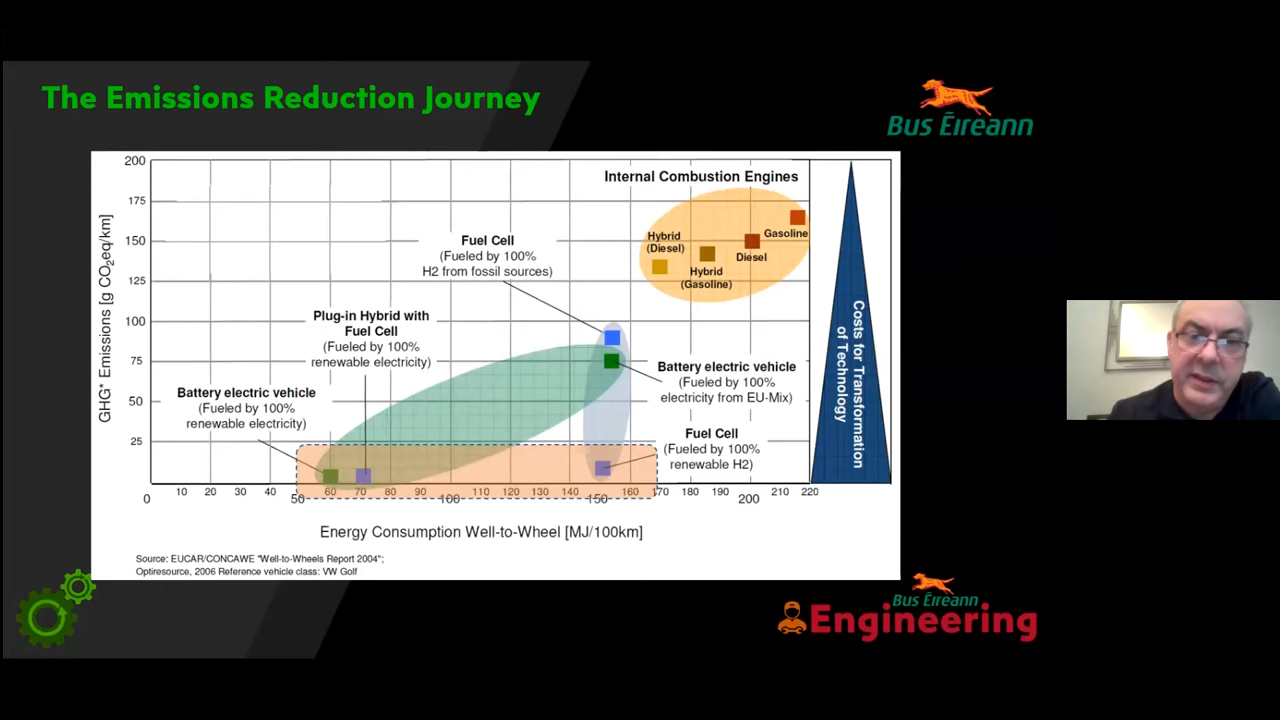 The Emissions Reduction Journey
Bus Éireann
200
175
150
125
100
75
50
25
GHG* Emissions [g CO₂eq/km]
Internal Combustion Engines
Hybrid
(Diesel)
Hybrid
(Gasoline)
Diesel
Gasoline
Fuel Cell
(Fueled by 100%
H2 from fossil sources)
Plug-in Hybrid with
Fuel Cell
(Fueled by 100%
renewable electricity)
Battery electric vehicle
(Fueled by 100%
renewable electricity)
Battery electric vehicle
(Fueled by 100%
electricity from EU-Mix)
Fuel Cell
(Fueled by 100%
renewable H2)
Costs for Transformation
of Technology
10 20 30 40 60 70 80 90 110 120 130 140 160 170 180 190 210 220
0 50 100 150 200
Energy Consumption Well-to-Wheel [MJ/100km]
Source: EUCAR/CONCAWE "Well-to-Wheels Report 2004";
Optiresource, 2006 Reference vehicle class: VW Golf
Bus Éireann
Engineering